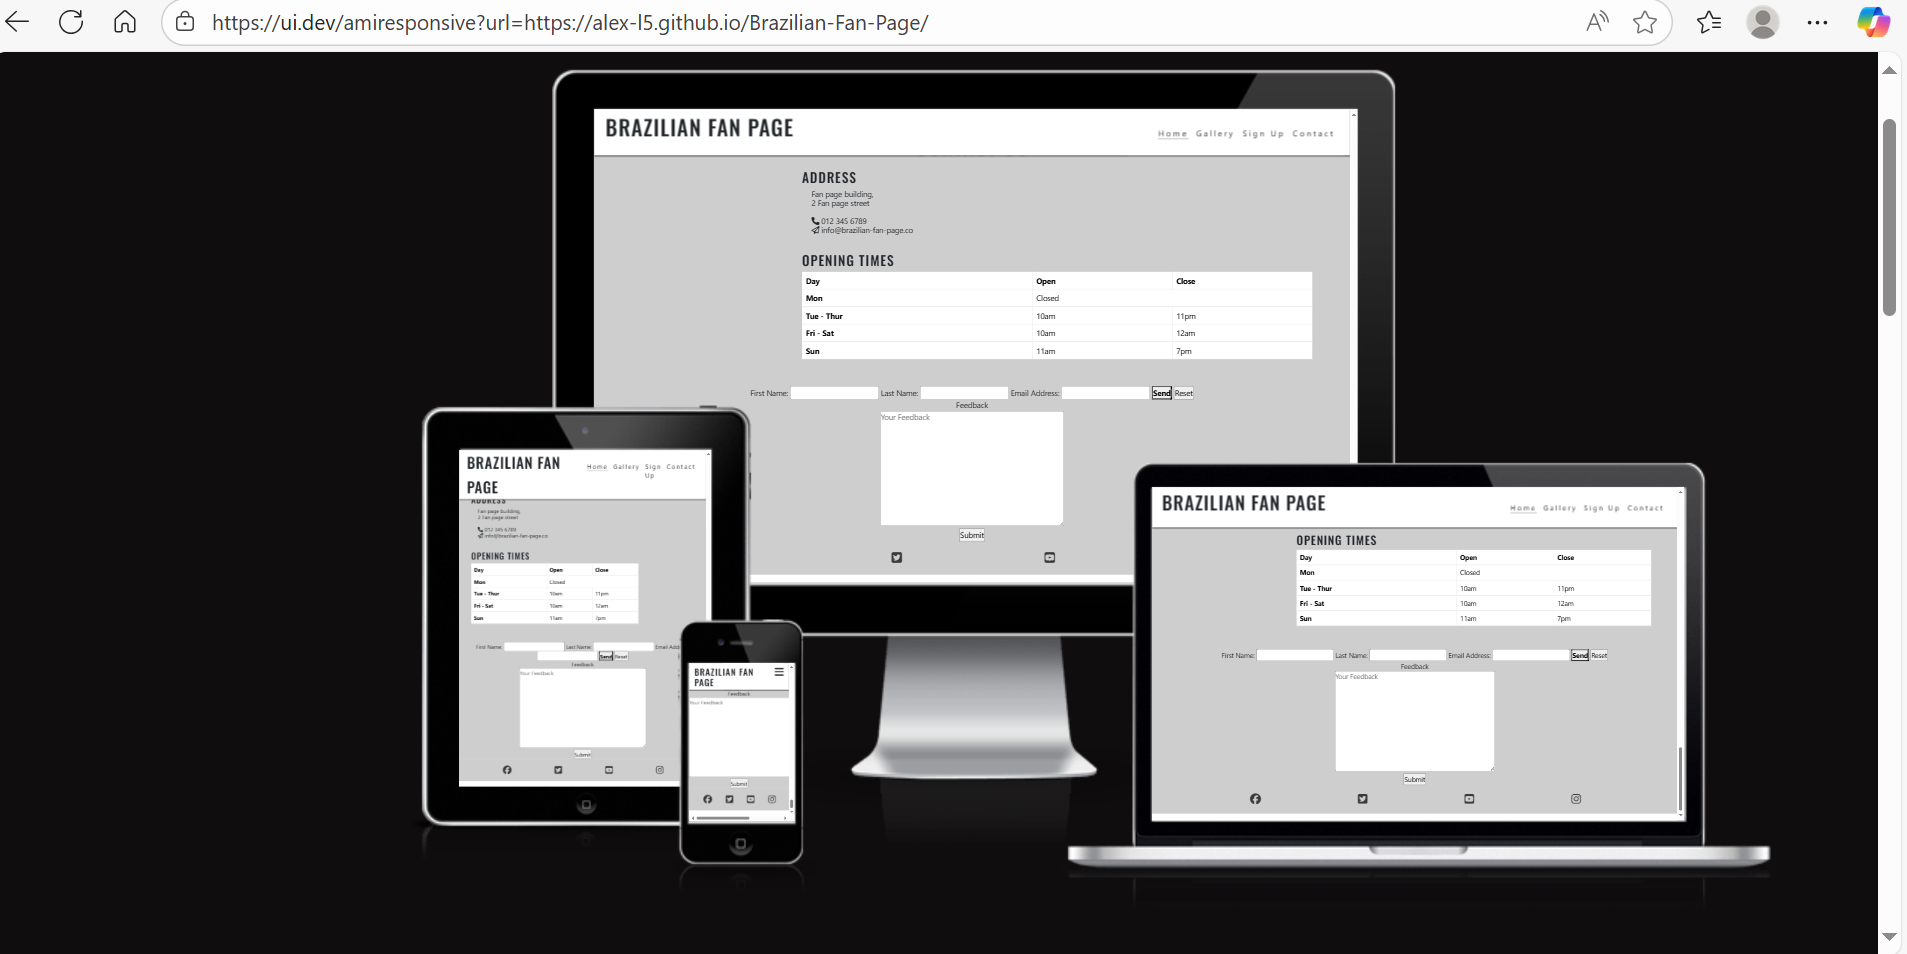 https://ui.dev/amiresponsive?url=https://alex-l5.github.io/Brazilian-Fan-Page/
BRAZILIAN FAN PAGE
Home Gallery Sign Up Contact
ADDRESS
Fan page building,
2 Fan page street
012 345 6789
info@brazilian-fan-page.co
OPENING TIMES
Day Open Close
Mon Closed
Tue - Thur 10am 11pm
Fri - Sat 10am 12am
Sun 11am 7pm
First Name: Last Name: Email Address: Send Reset
Feedback
Your Feedback
Submit
BRAZILIAN FAN
PAGE
Home Gallery Sign Contact
Up
ADDRESS
Fan page building,
2 Fan page street
012 345 6789
info@brazilian-fan-page.co
OPENING TIMES
Day Open Close
Mon Closed
Tue - Thur 10am 11pm
Fri - Sat 10am 12am
Sun 11am 7pm
First Name: Last Name: Email Addr
Send Reset
Feedback
Your Feedback
Submit
BRAZILIAN FAN
PAGE
Feedback
Your Feedback
Submit
BRAZILIAN FAN PAGE
Home Gallery Sign Up Contact
OPENING TIMES
Day Open Close
Mon Closed
Tue - Thur 10am 11pm
Fri - Sat 10am 12am
Sun 11am 7pm
First Name: Last Name: Email Address: Send Reset
Feedback
Your Feedback
Submit